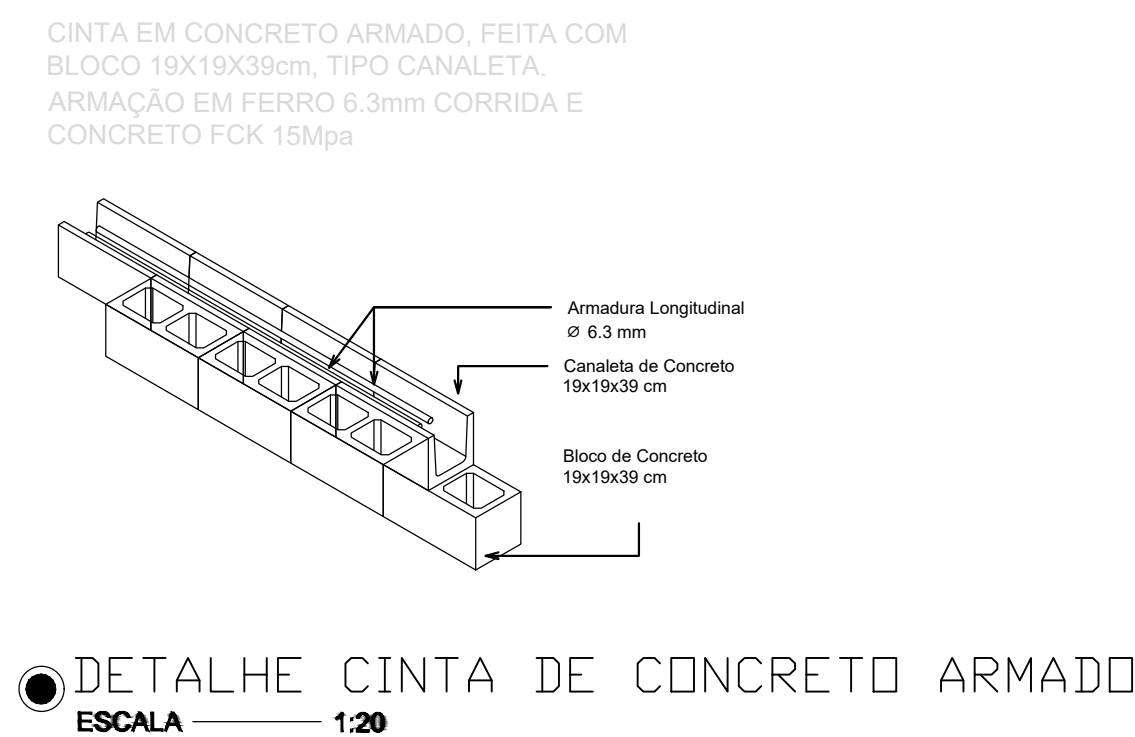 CINTA EM CONCRETO ARMADO, FEITA COM
BLOCO 19X19X39cm, TIPO CANALETA.
ARMAÇÃO EM FERRO 6.3mm CORRIDA E
CONCRETO FCK 15Mpa
Armadura Longitudinal
∅ 6.3 mm
Canaleta de Concreto
19x19x39 cm
Bloco de Concreto
19x19x39 cm
DETALHE CINTA DE CONCRETO ARMADO
ESCALA 1:20